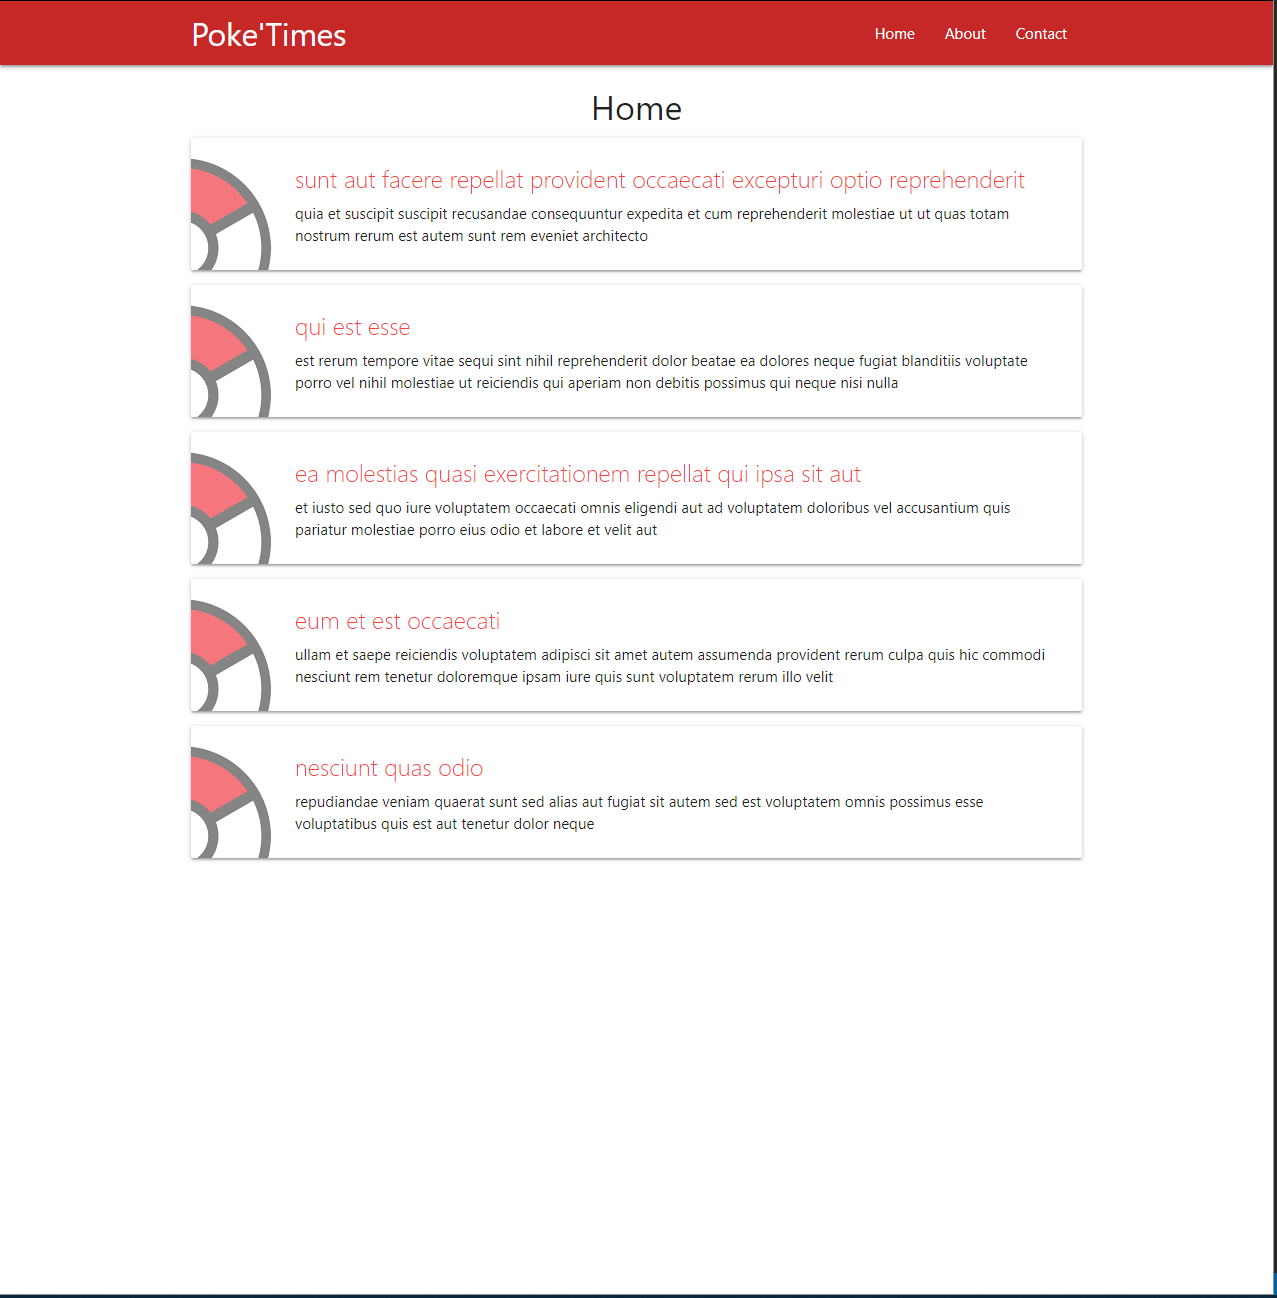 Poke'Times
Home About Contact
Home
sunt aut facere repellat provident occaecati excepturi optio reprehenderit
quia et suscipit suscipit recusandae consequuntur expedita et cum reprehenderit molestiae ut ut quas totam
nostrum rerum est autem sunt rem eveniet architecto
qui est esse
est rerum tempore vitae sequi sint nihil reprehenderit dolor beatae ea dolores neque fugiat blanditiis voluptate
porro vel nihil molestiae ut reiciendis qui aperiam non debitis possimus qui neque nisi nulla
ea molestias quasi exercitationem repellat qui ipsa sit aut
et iusto sed quo iure voluptatem occaecati omnis eligendi aut ad voluptatem doloribus vel accusantium quis
pariatur molestiae porro eius odio et labore et velit aut
eum et est occaecati
ullam et saepe reiciendis voluptatem adipisci sit amet autem assumenda provident rerum culpa quis hic commodi
nesciunt rem tenetur doloremque ipsam iure quis sunt voluptatem rerum illo velit
nesciunt quas odio
repudiandae veniam quaerat sunt sed alias aut fugiat sit autem sed est voluptatem omnis possimus esse
voluptatibus quis est aut tenetur dolor neque